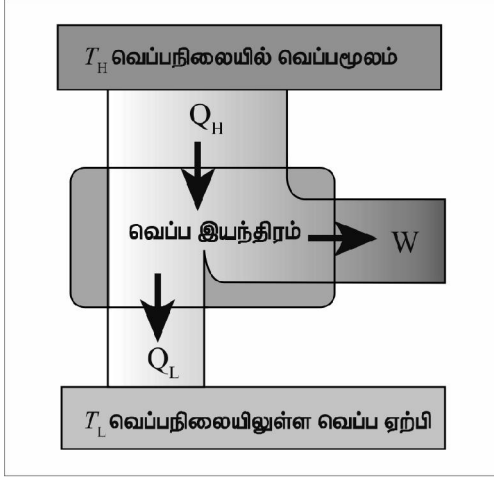 T_H வெப்பநிலையில் வெப்பமூலம்
Q_H
வெப்ப இயந்திரம்
W
Q_L
T_L வெப்பநிலையிலுள்ள வெப்ப ஏற்பி